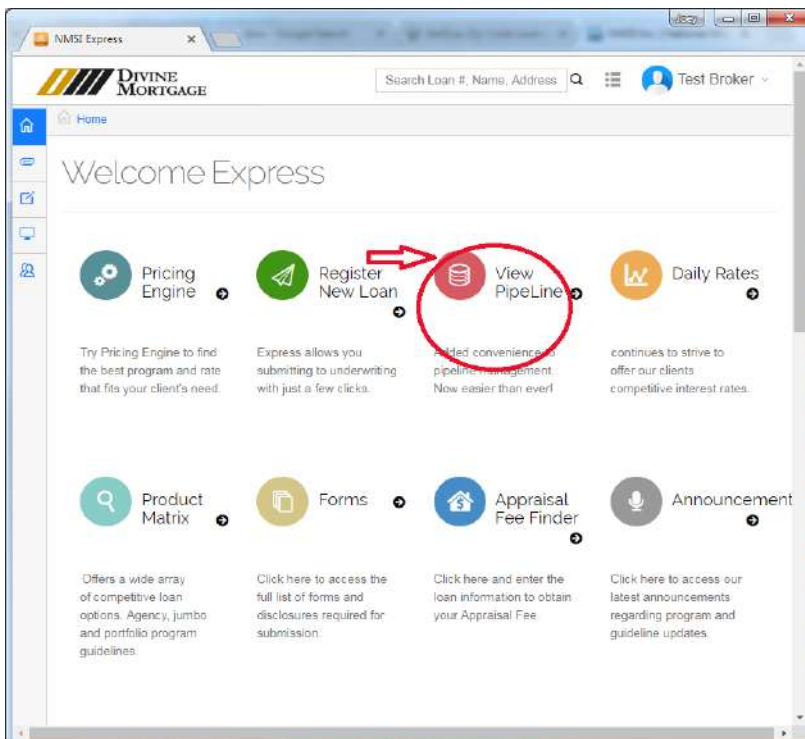 NMSI Express
DIVINE
MORTGAGE
Search Loan #, Name, Address
Test Broker
Home
Welcome Express
Pricing
Engine
Try Pricing Engine to find
the best program and rate
that fits your client's need.
Register
New Loan
Express allows you
submitting to underwriting
with just a few clicks.
View
PipeLine
Added convenience to
pipeline management.
Now easier than ever!
Daily Rates
continues to strive to
offer our clients
competitive interest rates.
Product
Matrix
Offers a wide array
of competitive loan
options. Agency, jumbo
and portfolio program
guidelines.
Forms
Click here to access the
full list of forms and
disclosures required for
submission.
Appraisal
Fee Finder
Click here and enter the
loan information to obtain
your Appraisal Fee.
Announcement
Click here to access our
latest announcements
regarding program and
guideline updates